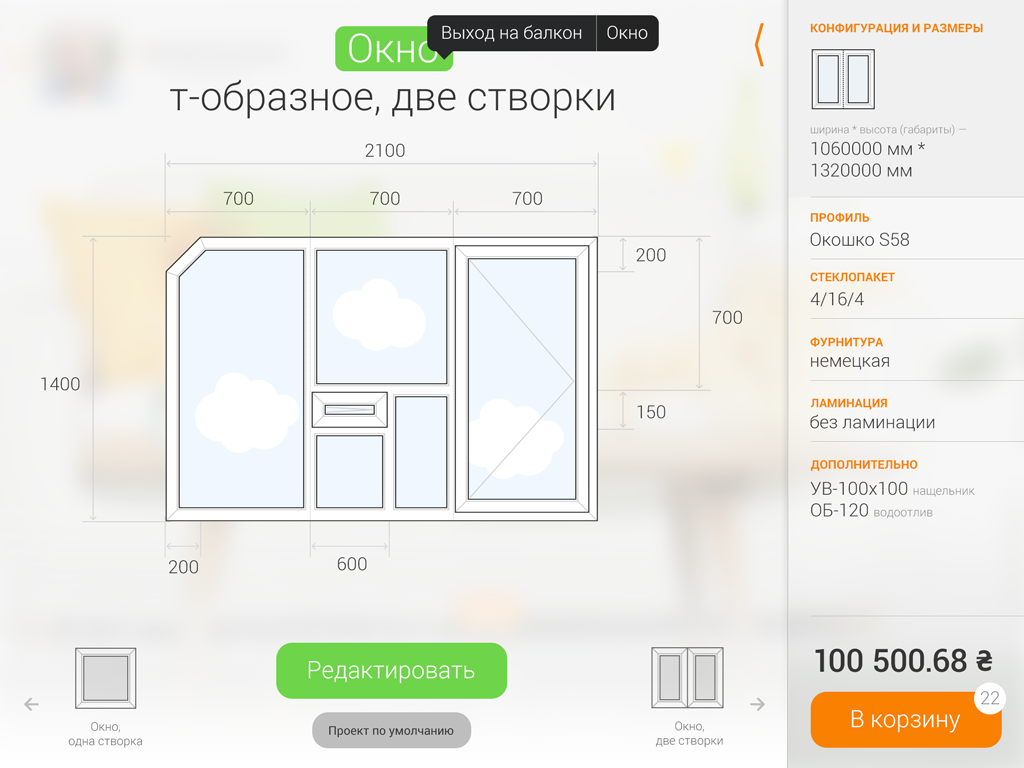 Окно
Выход на балкон
Окно
т-образное, две створки
2100
700
700
700
200
700
1400
150
200
600
Окно,
одна створка
Редактировать
Проект по умолчанию
Окно,
две створки
КОНФИГУРАЦИЯ И РАЗМЕРЫ
ширина * высота (габариты) —
1060000 мм *
1320000 мм
ПРОФИЛЬ
Окошко S58
СТЕКЛОПАКЕТ
4/16/4
ФУРНИТУРА
немецкая
ЛАМИНАЦИЯ
без ламинации
ДОПОЛНИТЕЛЬНО
УВ-100х100 нащельник
ОБ-120 водоотлив
100 500.68 ₴
22
В корзину